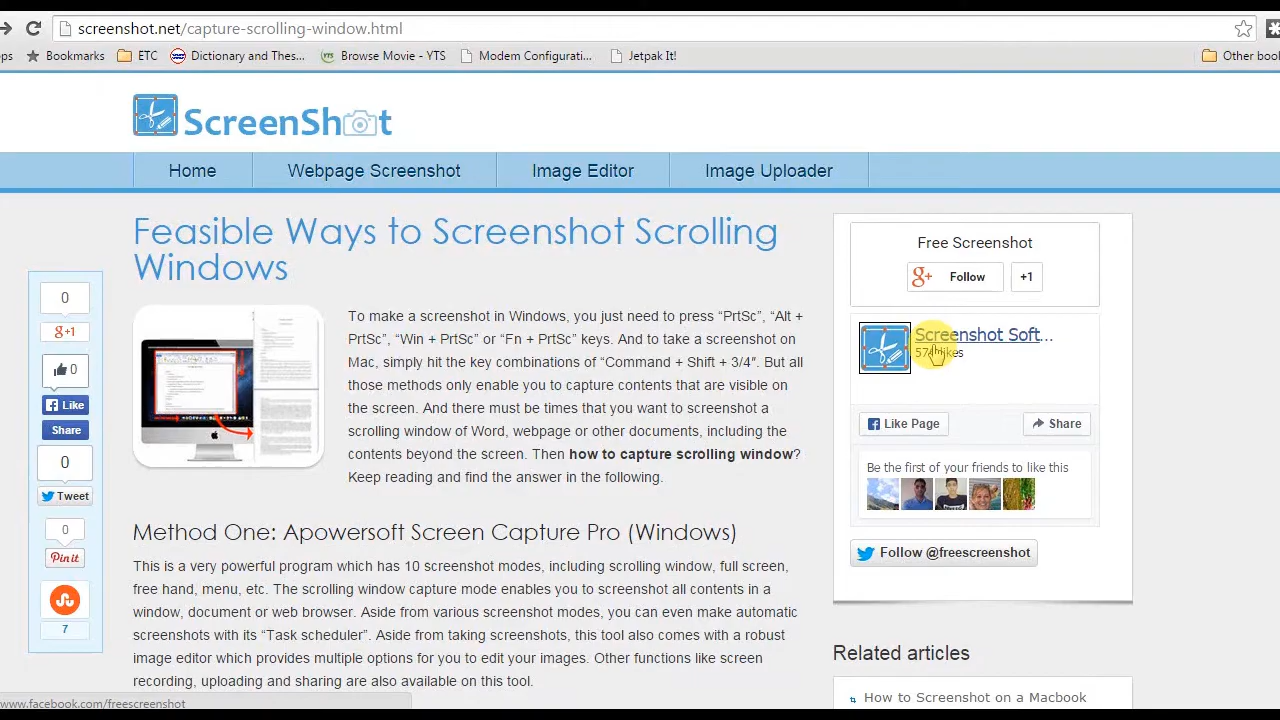 screenshot.net/capture-scrolling-window.html
Bookmarks ETC Dictionary and Thes... Browse Movie - YTS Modem Configurati... Jetpak It! Other book
ScreenShot
Home Webpage Screenshot Image Editor Image Uploader
Feasible Ways to Screenshot Scrolling
Windows
To make a screenshot in Windows, you just need to press “PrtSc”, “Alt +
PrtSc”, “Win + PrtSc” or “Fn + PrtSc” keys. And to take a screenshot on
Mac, simply hit the key combinations of “Command + Shift + 3/4″. But all
those methods only enable you to capture contents that are visible on
the screen. And there must be times that you want to screenshot a
scrolling window of Word, webpage or other documents, including the
contents beyond the screen. Then how to capture scrolling window?
Keep reading and find the answer in the following.
Method One: Apowersoft Screen Capture Pro (Windows)
This is a very powerful program which has 10 screenshot modes, including scrolling window, full screen,
free hand, menu, etc. The scrolling window capture mode enables you to screenshot all contents in a
window, document or web browser. Aside from various screenshot modes, you can even make automatic
screenshots with its “Task scheduler”. Aside from taking screenshots, this tool also comes with a robust
image editor which provides multiple options for you to edit your images. Other functions like screen
recording, uploading and sharing are also available on this tool.
0
g+1
0
Like
Share
0
Tweet
0
Pin it
7
Free Screenshot
g+ Follow +1
Screenshot Soft...
Like Page Share
Be the first of your friends to like this
Follow @freescreenshot
Related articles
How to Screenshot on a Macbook
www.facebook.com/freescreenshot